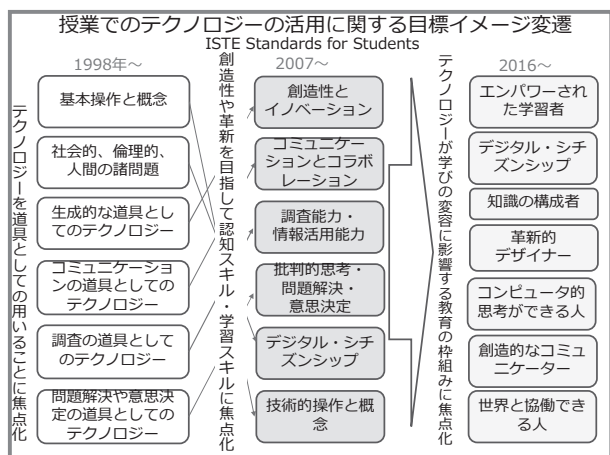 授業でのテクノロジーの活用に関する目標イメージ変遷
ISTE Standards for Students
テクノロジーを道具としての用いることに焦点化
1998年～
基本操作と概念
社会的、倫理的、
人間の諸問題
生成的な道具とし
てのテクノロジー
コミュニケーション
の道具としての
テクノロジー
調査の道具として
のテクノロジー
問題解決や意思決
定の道具としての
テクノロジー
創造性や革新を目指して認知スキル・学習スキルに焦点化
2007～
創造性と
イノベーション
コミュニケー
ションとコラボ
レーション
調査能力・
情報活用能力
批判的思考・
問題解決・
意思決定
デジタル・シチ
ズンシップ
技術的操作と概
念
テクノロジーが学びの変容に影響する教育の枠組みに焦点化
2016～
エンパワーされ
た学習者
デジタル・シチ
ズンシップ
知識の構成者
革新的
デザイナー
コンピュータ的
思考ができる人
創造的なコミュ
ニケーター
世界と協働でき
る人